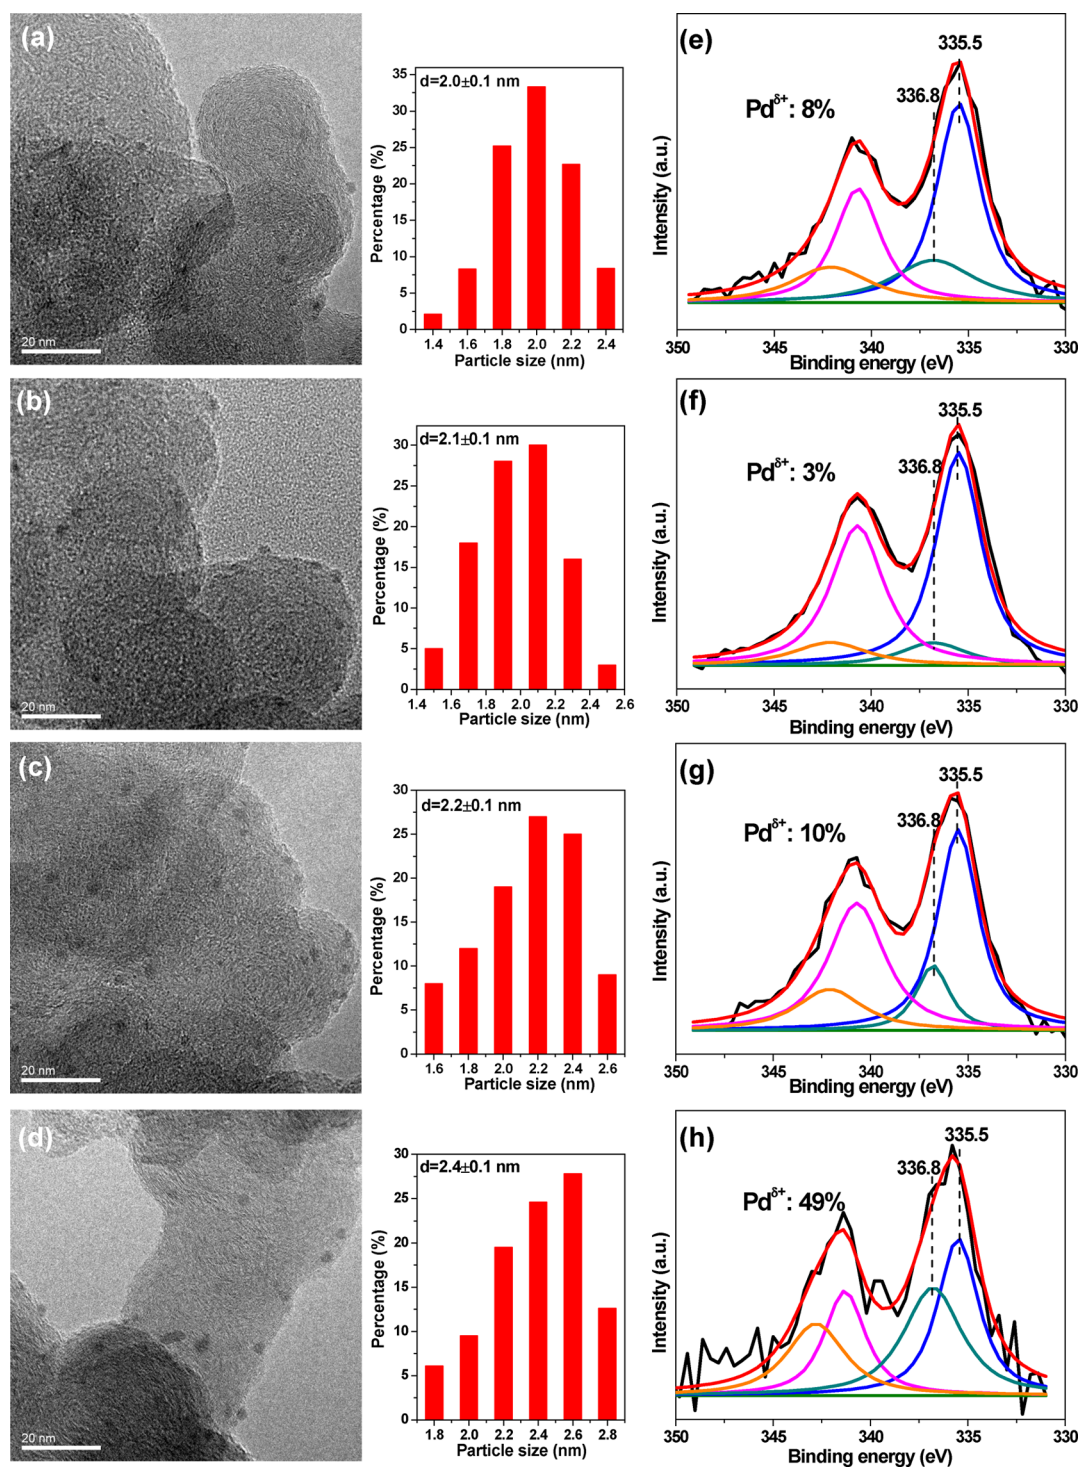 (a)
20 nm
d=2.0±0.1 nm
Percentage (%)
35
30
25
20
15
10
5
0
1.4 1.6 1.8 2.0 2.2 2.4
Particle size (nm)
(e)
335.5
336.8
Pdδ+: 8%
Intensity (a.u.)
350 345 340 335 330
Binding energy (eV)
(b)
20 nm
d=2.1±0.1 nm
Percentage (%)
30
25
20
15
10
5
0
1.4 1.6 1.8 2.0 2.2 2.4 2.6
Particle size (nm)
(f)
335.5
336.8
Pdδ+: 3%
Intensity (a.u.)
350 345 340 335 330
Binding energy (eV)
(c)
20 nm
d=2.2±0.1 nm
Percentage (%)
30
25
20
15
10
5
0
1.6 1.8 2.0 2.2 2.4 2.6
Particle size (nm)
(g)
335.5
336.8
Pdδ+: 10%
Intensity (a.u.)
350 345 340 335 330
Binding energy (eV)
(d)
20 nm
d=2.4±0.1 nm
Percentage (%)
30
25
20
15
10
5
0
1.8 2.0 2.2 2.4 2.6 2.8
Particle size (nm)
(h)
335.5
336.8
Pdδ+: 49%
Intensity (a.u.)
350 345 340 335 330
Binding energy (eV)